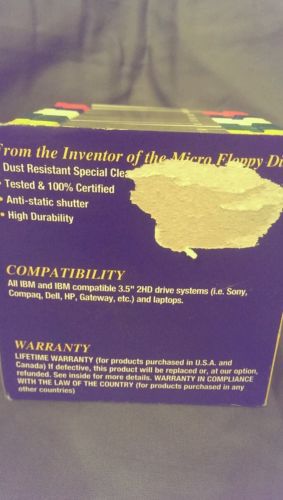 From the Inventor of the Micro Floppy Di
Dust Resistant Special Clea
• Tested & 100% Certified
• Anti-static shutter
• High Durability
COMPATIBILITY
All IBM and IBM compatible 3.5" 2HD drive systems (i.e. Sony,
Compaq, Dell, HP, Gateway, etc.) and laptops.
WARRANTY
LIFETIME WARRANTY (for products purchased in U.S.A. and
Canada) If defective, this product will be replaced or, at our option,
refunded. See inside for more details. WARRANTY IN COMPLIANCE
WITH THE LAW OF THE COUNTRY (for products purchased in any
other countries)